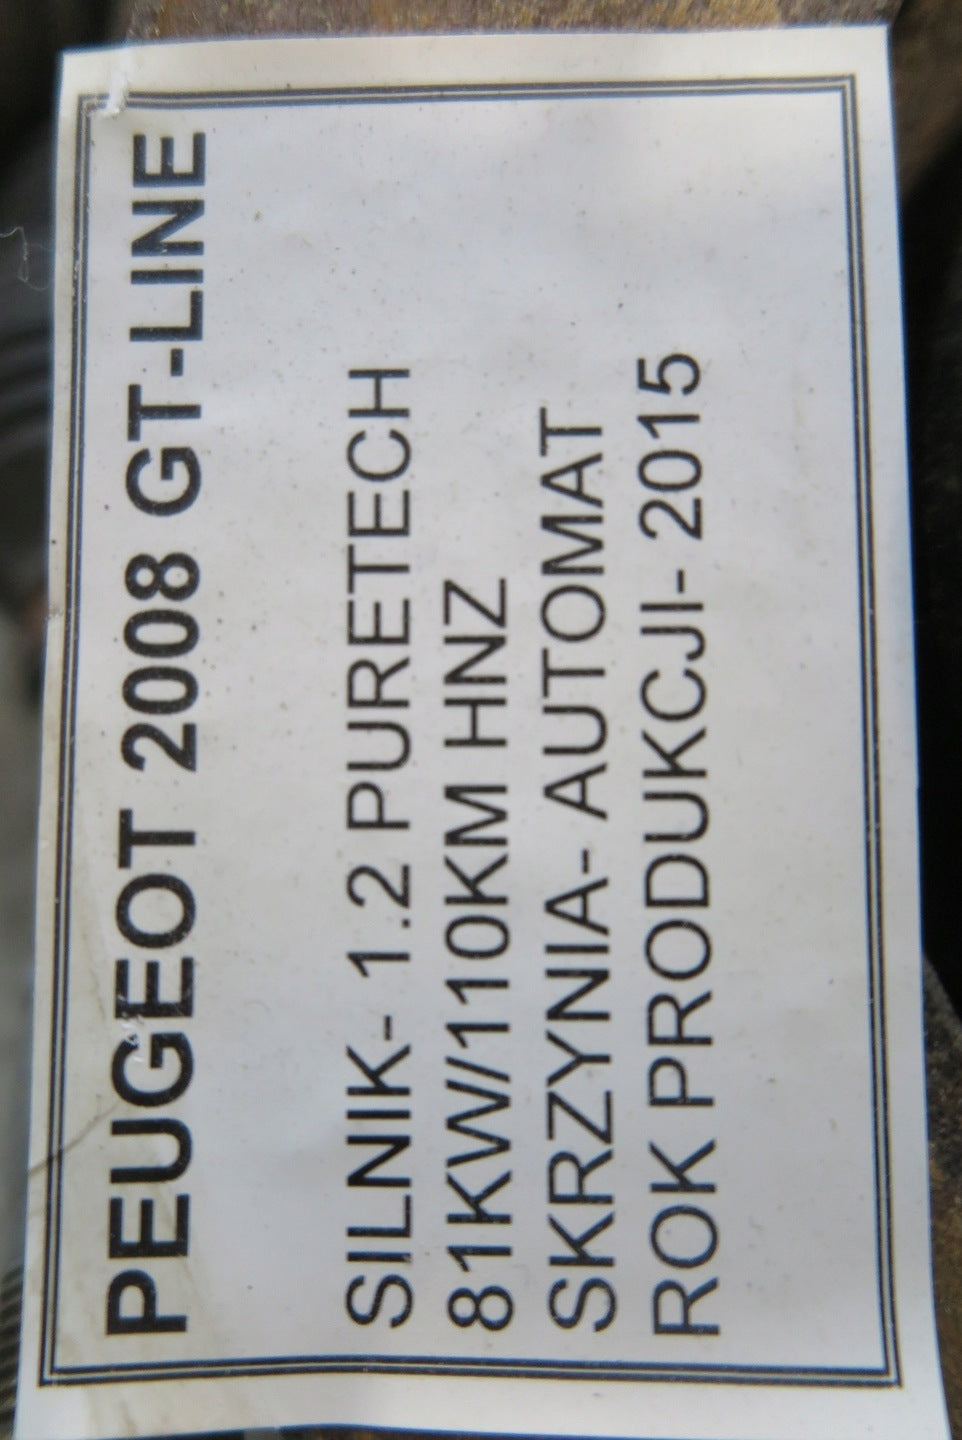 PEUGEOT 2008 GT-LINE
SILNIK- 1.2 PURETECH
81KW/110KM HNZ
SKRZYNIA- AUTOMAT
ROK PRODUKCJI- 2015